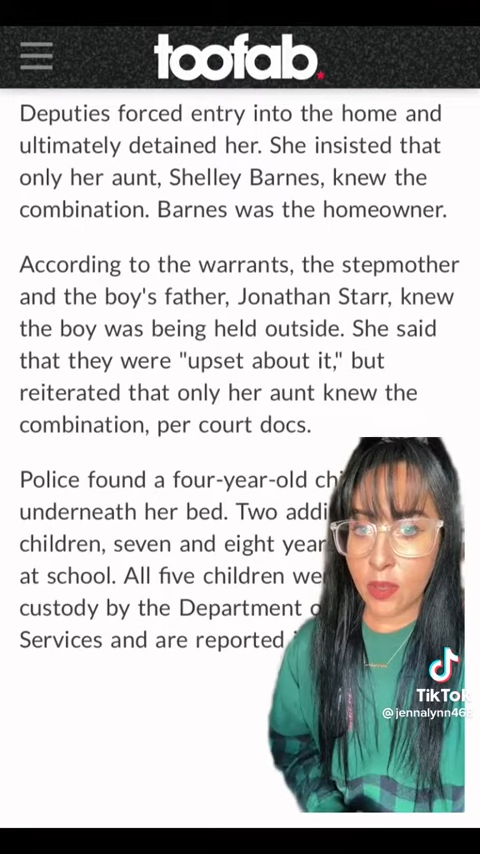 toofab.
Deputies forced entry into the home and
ultimately detained her. She insisted that
only her aunt, Shelley Barnes, knew the
combination. Barnes was the homeowner.
According to the warrants, the stepmother
and the boy's father, Jonathan Starr, knew
the boy was being held outside. She said
that they were "upset about it," but
reiterated that only her aunt knew the
combination, per court docs.
Police found a four-year-old
underneath her bed. Two
children, seven and eight
at school. All five children
custody by the Department
Services and are reported
TikTok